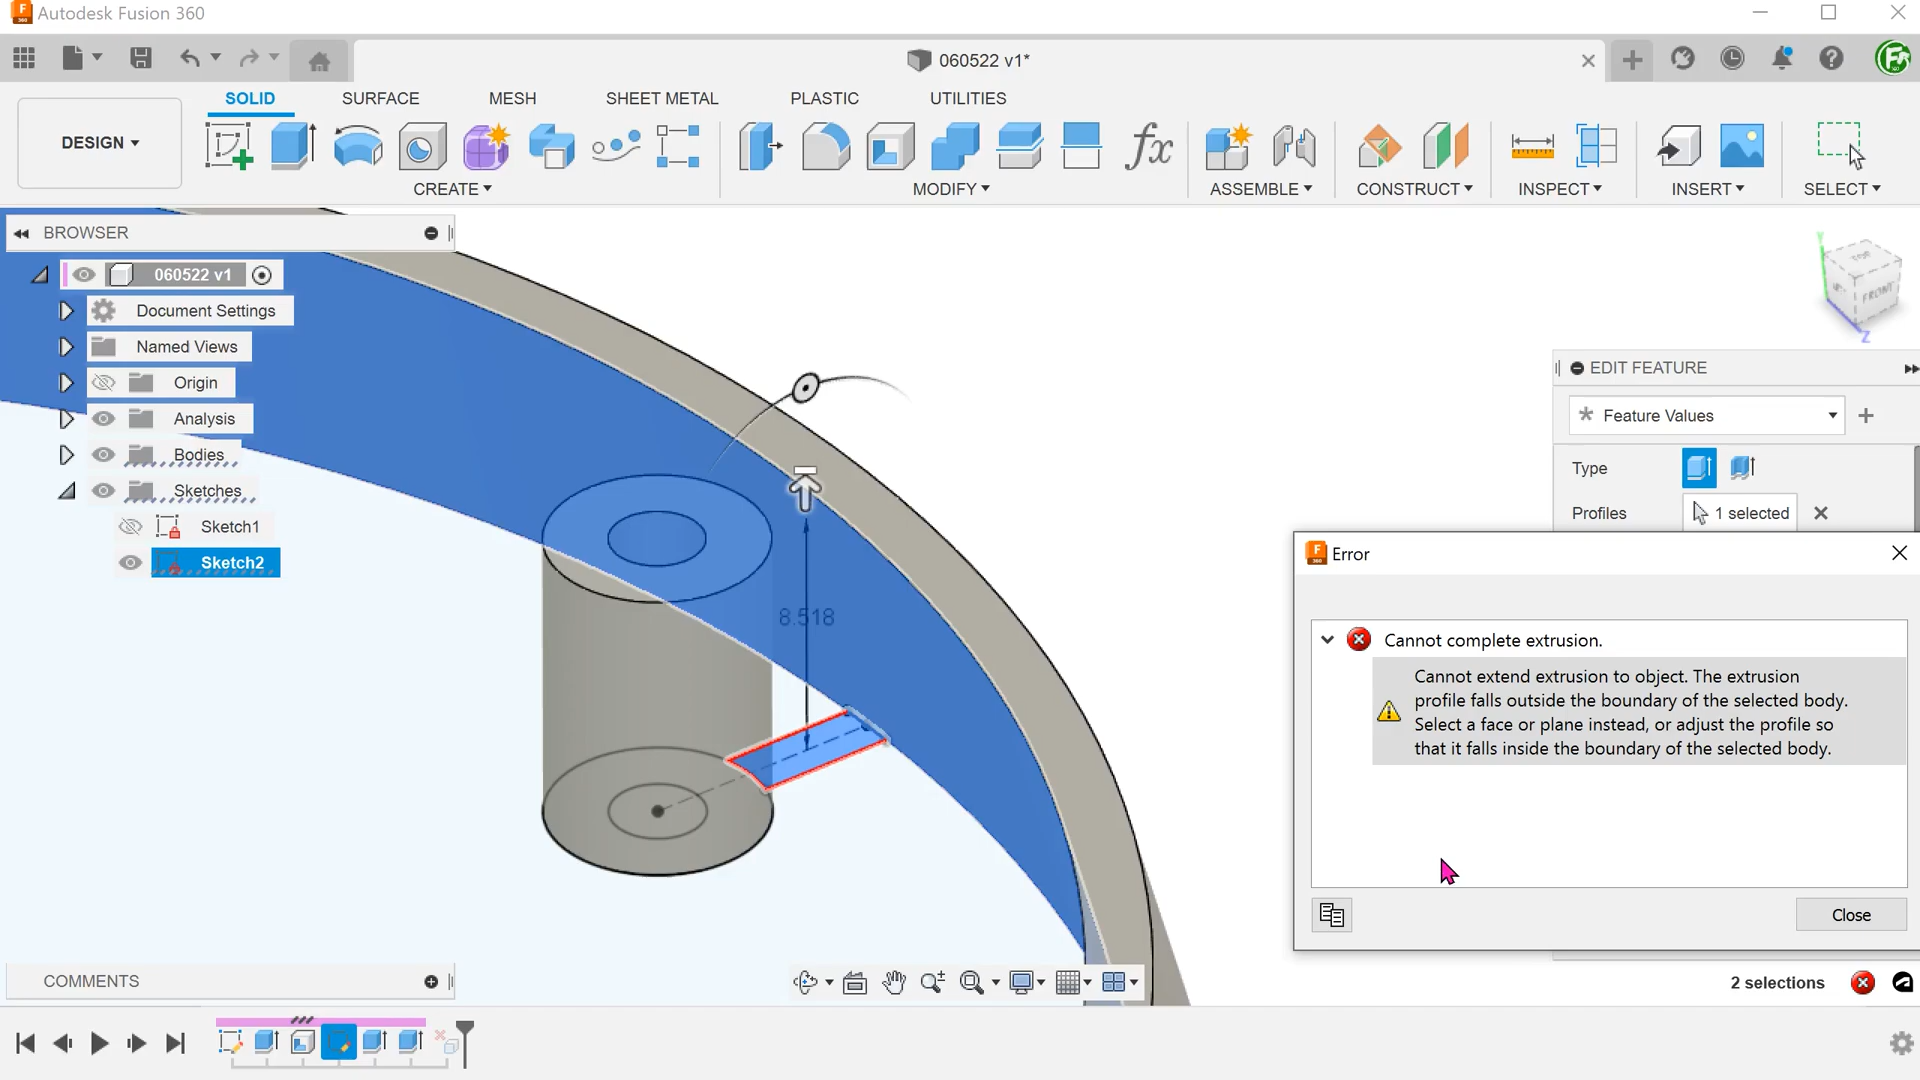 Autodesk Fusion 360
060522 v1*
SOLID
SURFACE
MESH
SHEET METAL
PLASTIC
UTILITIES
DESIGN
fx
CREATE
MODIFY
ASSEMBLE
CONSTRUCT
INSPECT
INSERT
SELECT
BROWSER
060522 v1
Document Settings
Named Views
Origin
Analysis
Bodies
Sketches
Sketch1
Sketch2
8.518
TOP
FRONT
Y
Z
EDIT FEATURE
* Feature Values
Type
Profiles
1 selected
Error
Cannot complete extrusion.
Cannot extend extrusion to object. The extrusion
profile falls outside the boundary of the selected body.
Select a face or plane instead, or adjust the profile so
that it falls inside the boundary of the selected body.
Close
COMMENTS
2 selections